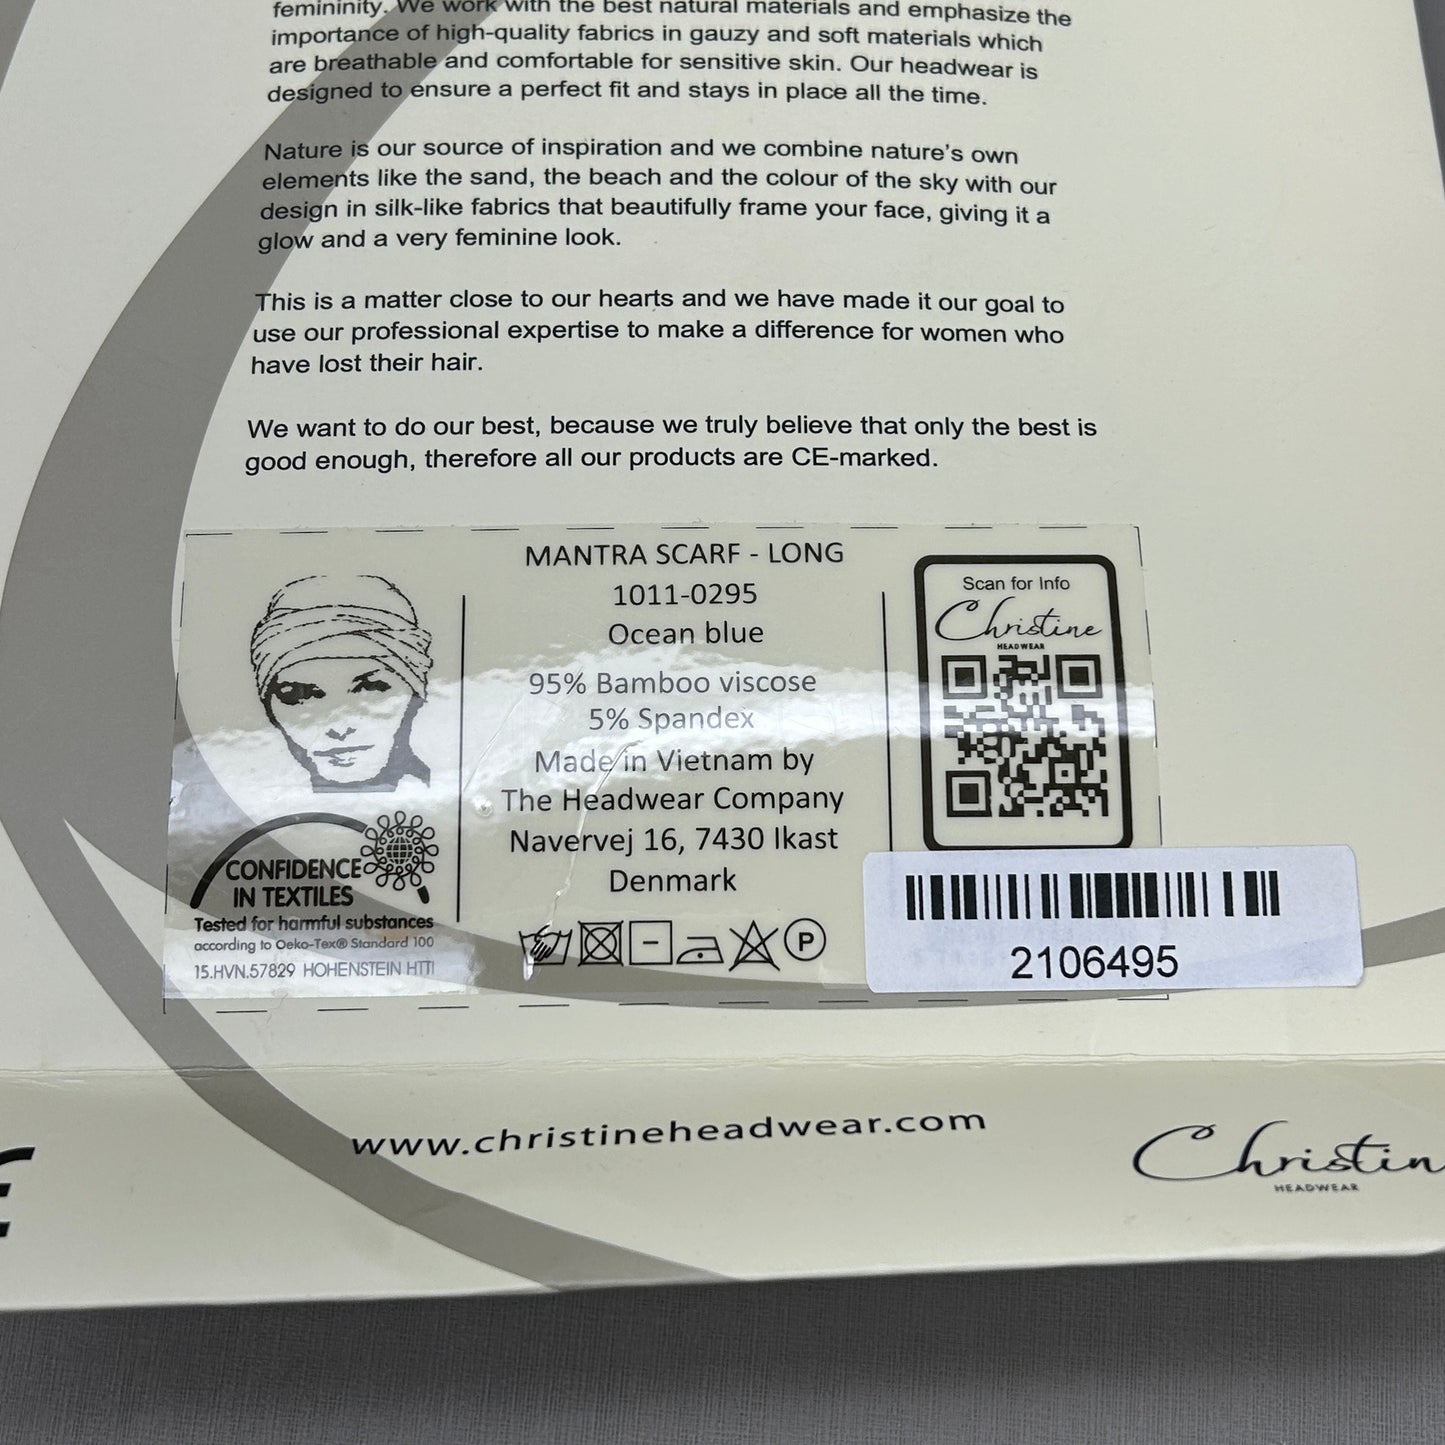 femininity. We work with the best natural materials and emphasize the
importance of high-quality fabrics in gauzy and soft materials which
are breathable and comfortable for sensitive skin. Our headwear is
designed to ensure a perfect fit and stays in place all the time.
Nature is our source of inspiration and we combine nature's own
elements like the sand, the beach and the colour of the sky with our
design in silk-like fabrics that beautifully frame your face, giving it a
glow and a very feminine look.
This is a matter close to our hearts and we have made it our goal to
use our professional expertise to make a difference for women who
have lost their hair.
We want to do our best, because we truly believe that only the best is
good enough, therefore all our products are CE-marked.
MANTRA SCARF - LONG
1011-0295
Ocean blue
95% Bamboo viscose
5% Spandex
Made in Vietnam by
The Headwear Company
Navervej 16, 7430 Ikast
Denmark
P
CONFIDENCE
IN TEXTILES
Tested for harmful substances
according to Oeko-Tex® Standard 100
15.HVN.57829 HOHENSTEIN HTTI
Scan for Info
Christine
HEADWEAR
2106495
www.christineheadwear.com
Christin
HEADWEAR